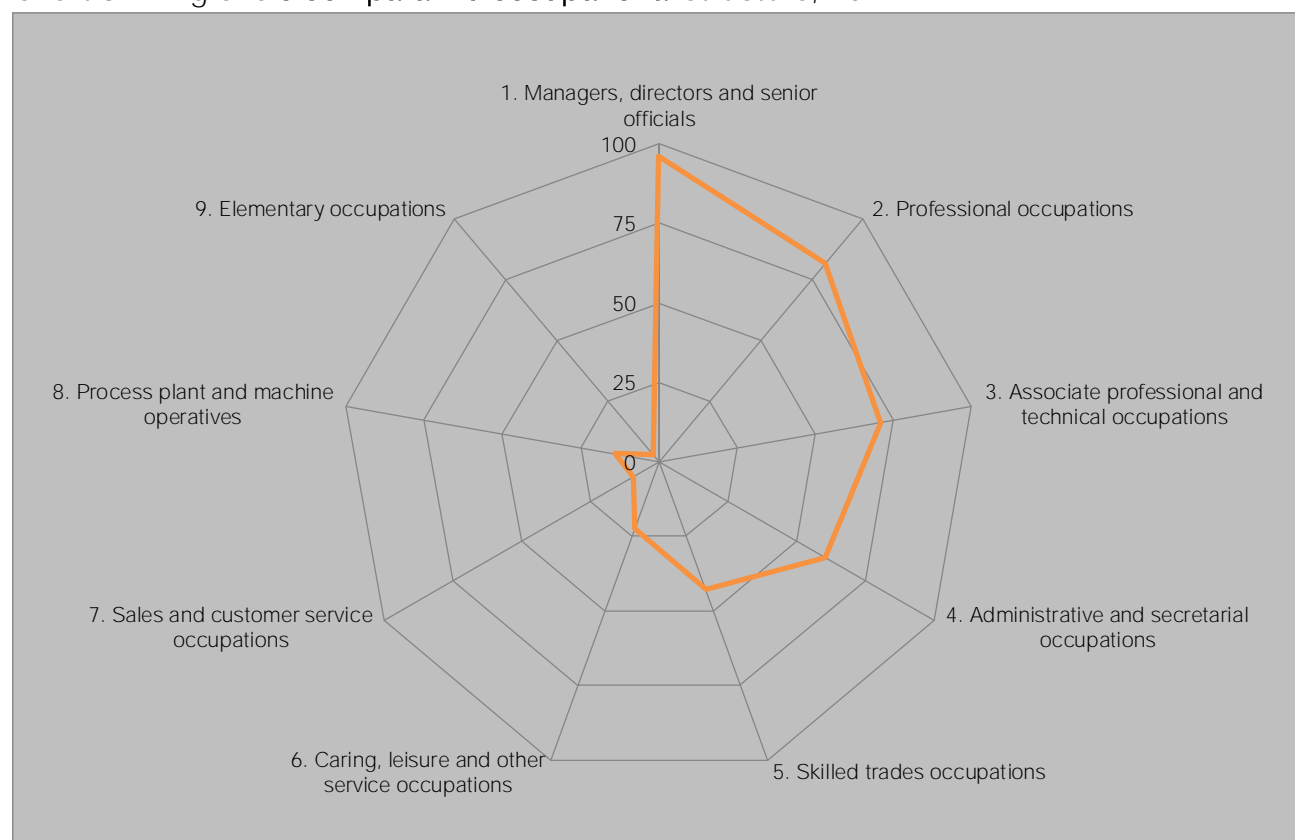 1. Managers, directors and senior
officials
100
9. Elementary occupations
2. Professional occupations
75
50
25
8. Process plant and machine
operatives
3. Associate professional and
technical occupations
0
7. Sales and customer service
occupations
4. Administrative and secretarial
occupations
6. Caring, leisure and other
service occupations
5. Skilled trades occupations